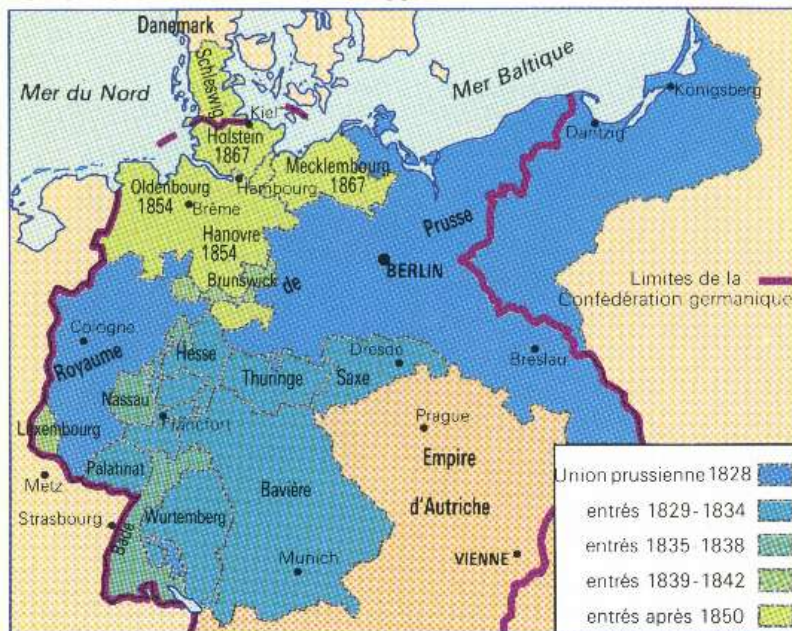 Danemark
Mer du Nord
Schleswig
Mer Baltique
Kiel
Königsberg
Dantzig
Holstein
1867
Mecklembourg
1867
Hambourg
Oldenbourg
1854
Brême
Hanovre
1854
Brunswick
Royaume de Prusse
BERLIN
Limites de la
Confédération germanique
Cologne
Hesse
Thuringe
Dresde
Saxe
Breslau
Nassau
Francfort
Prague
Luxembourg
Palatinat
Metz
Empire
d'Autriche
Bavière
Strasbourg
Wurtemberg
Bade
Munich
VIENNE
Union prussienne 1828
entrés 1829-1834
entrés 1835-1838
entrés 1839-1842
entrés après 1850